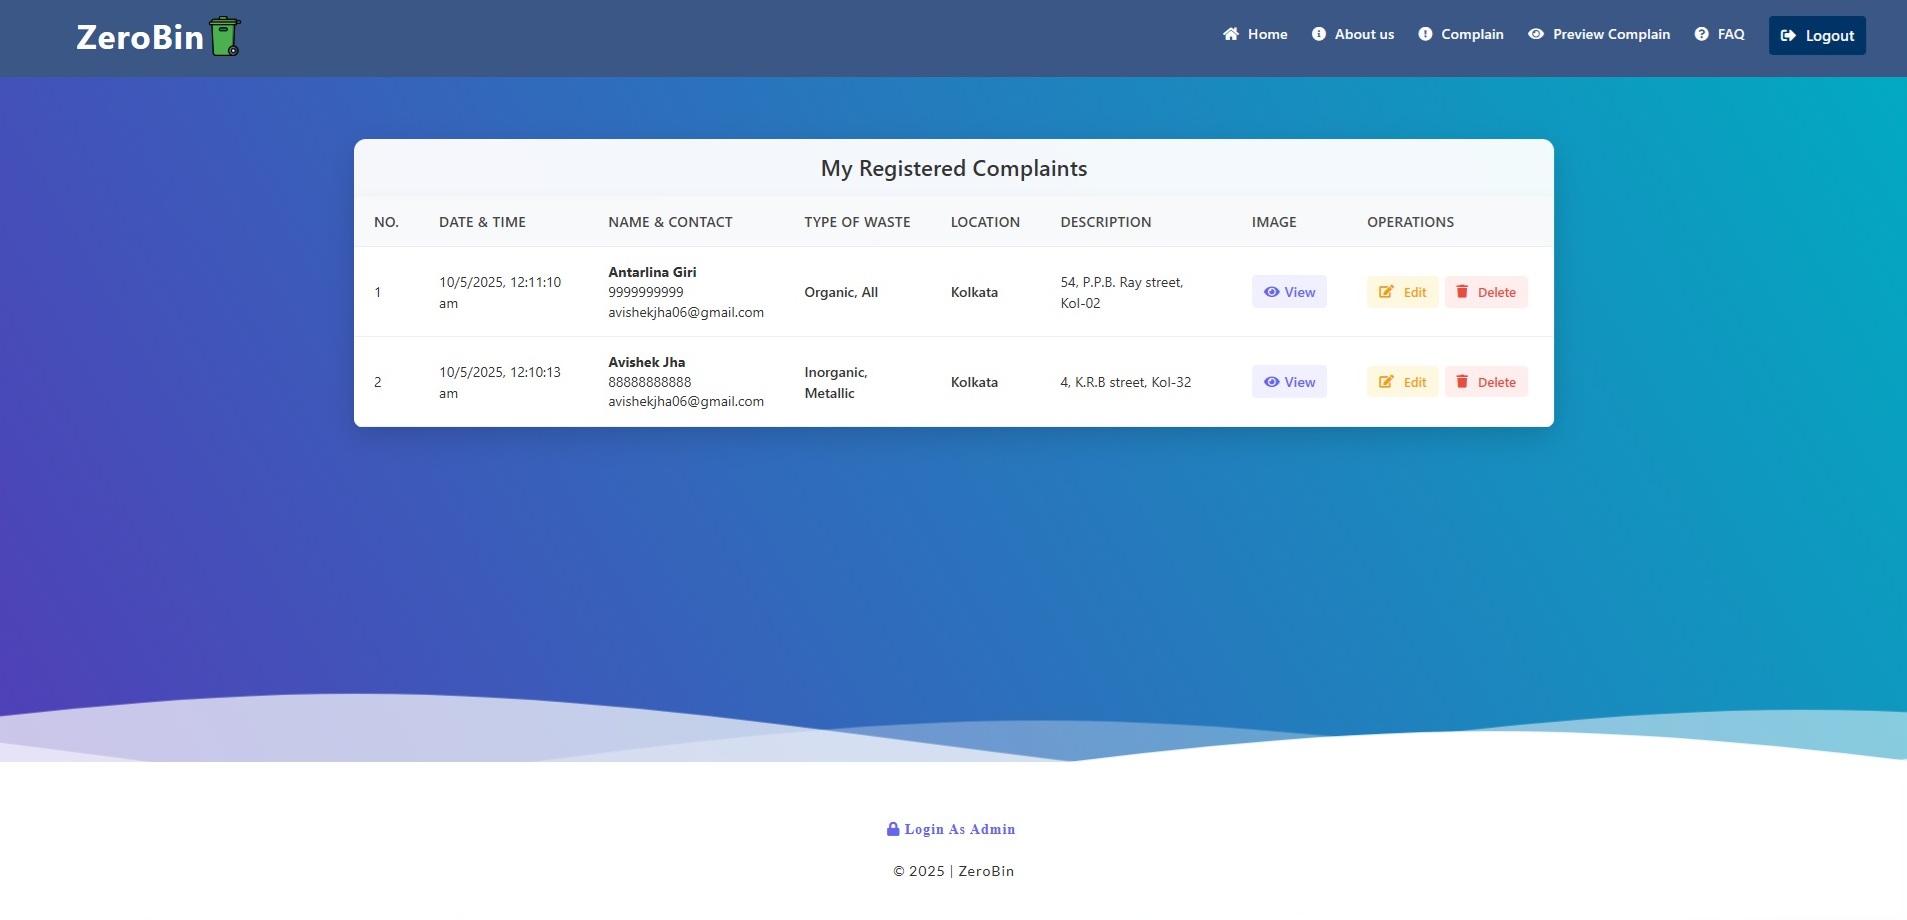 ZeroBin
Home About us Complain Preview Complain FAQ Logout
My Registered Complaints
NO. DATE & TIME NAME & CONTACT TYPE OF WASTE LOCATION DESCRIPTION IMAGE OPERATIONS
1
10/5/2025, 12:11:10
am
Antarlina Giri
9999999999
avishekjha06@gmail.com
Organic, All
Kolkata
54, P.P.B. Ray street,
Kol-02
View
Edit Delete
2
10/5/2025, 12:10:13
am
Avishek Jha
88888888888
avishekjha06@gmail.com
Inorganic,
Metallic
Kolkata
4, K.R.B street, Kol-32
View
Edit Delete
Login As Admin
© 2025 | ZeroBin